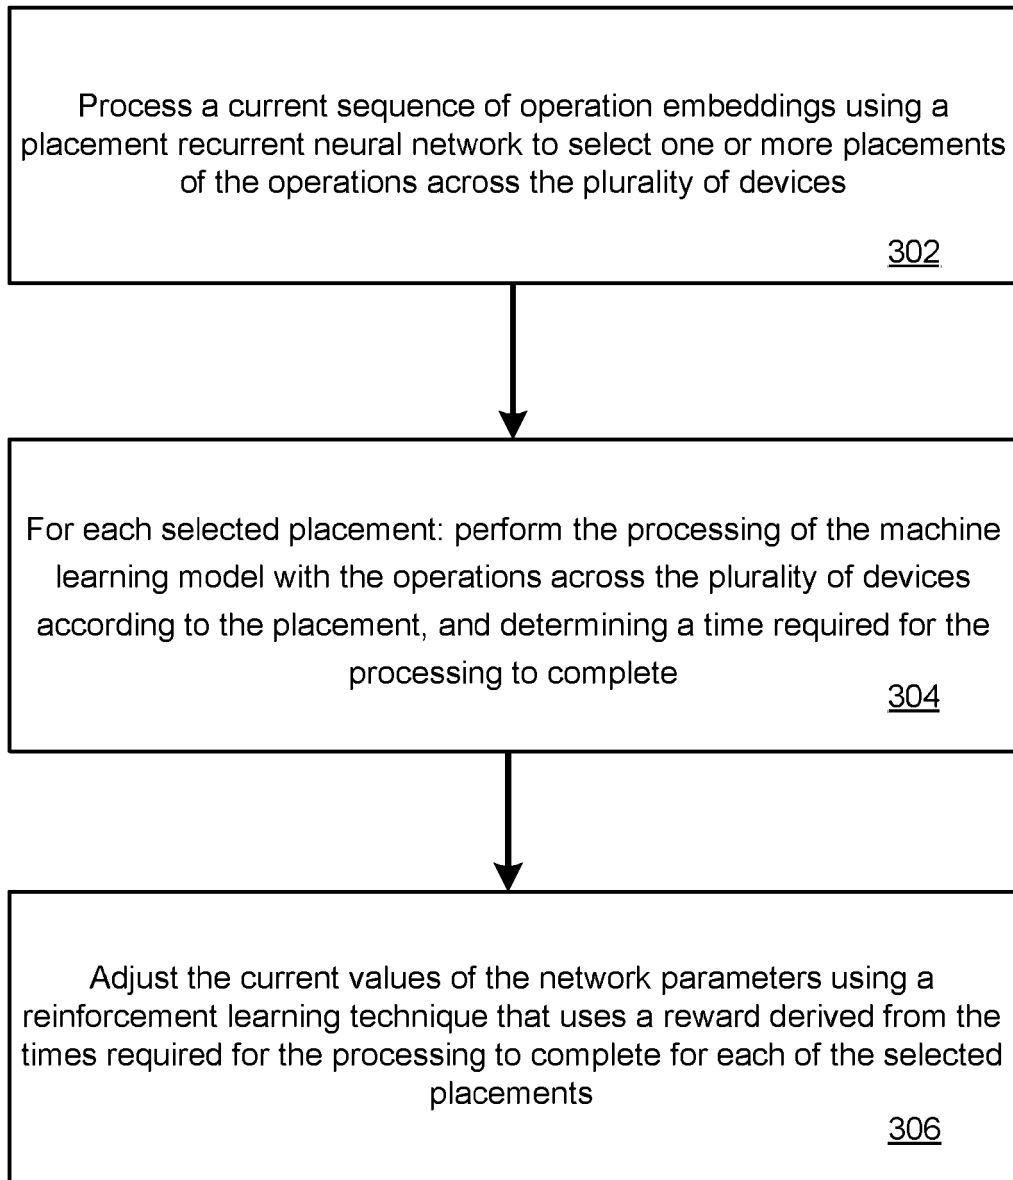 Process a current sequence of operation embeddings using a
placement recurrent neural network to select one or more placements
of the operations across the plurality of devices
302
For each selected placement: perform the processing of the machine
learning model with the operations across the plurality of devices
according to the placement, and determining a time required for the
processing to complete
304
Adjust the current values of the network parameters using a
reinforcement learning technique that uses a reward derived from the
times required for the processing to complete for each of the selected
placements
306